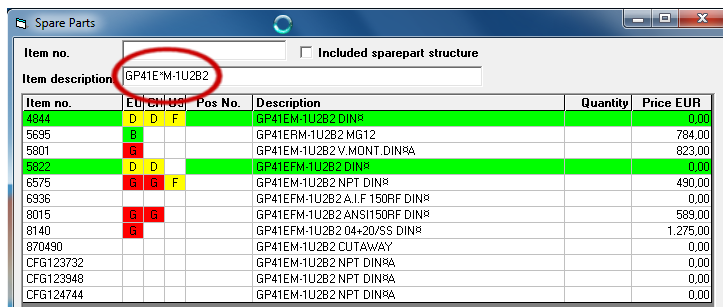 Spare Parts
Item no. Included sparepart structure
Item description GP41E*M-1U2B2
Item no. EU CH US Pos No. Description Quantity Price EUR
4844 D D F GP41EM-1U2B2 DIN¤ 0,00
5695 B GP41ERM-1U2B2 MG12 784,00
5801 G GP41EM-1U2B2 V.MONT.DIN¤A 823,00
5822 D D GP41EFM-1U2B2 DIN¤ 0,00
6575 G G F GP41EM-1U2B2 NPT DIN¤ 490,00
6936 GP41EFM-1U2B2 A.I.F 150RF DIN¤ 0,00
8015 G G GP41EFM-1U2B2 ANSI150RF DIN¤ 589,00
8140 G GP41EFM-1U2B2 04+20/SS DIN¤ 1.275,00
870490 GP41EM-1U2B2 CUTAWAY 0,00
CFG123732 GP41EM-1U2B2 NPT DIN¤A 0,00
CFG123948 GP41EM-1U2B2 NPT DIN¤A 0,00
CFG124744 GP41EM-1U2B2 NPT DIN¤A 0,00